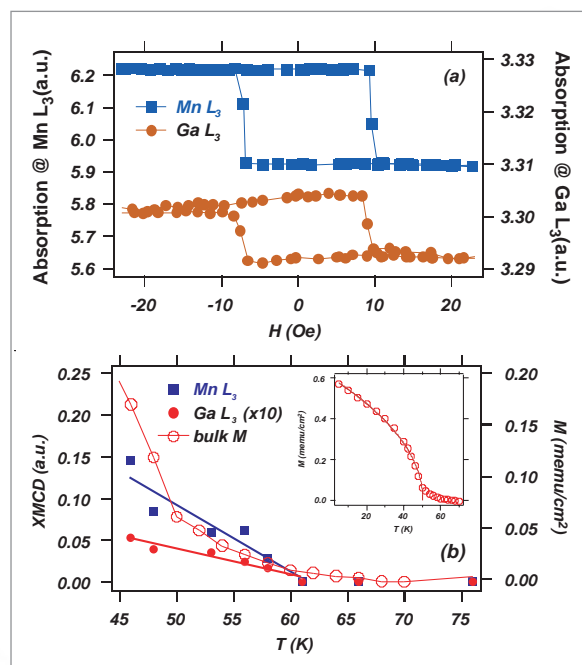 Absorption @ Mn L3(a.u.)
6.2
6.1
6.0
5.9
5.8
5.7
5.6
(a)
Mn L3
Ga L3
3.33
3.32
3.31
3.30
3.29
Absorption @ Ga L3(a.u.)
-20 -10 0 10 20
H (Oe)
XMCD (a.u.)
0.25
0.20
0.15
0.10
0.05
0.00
Mn L3
Ga L3 (x10)
bulk M
M (memu/cm2)
0.6
0.4
0.2
0.0
20 40 60
T (K)
(b)
0.20
0.15
0.10
0.05
0.00
M (memu/cm2)
45 50 55 60 65 70 75
T (K)